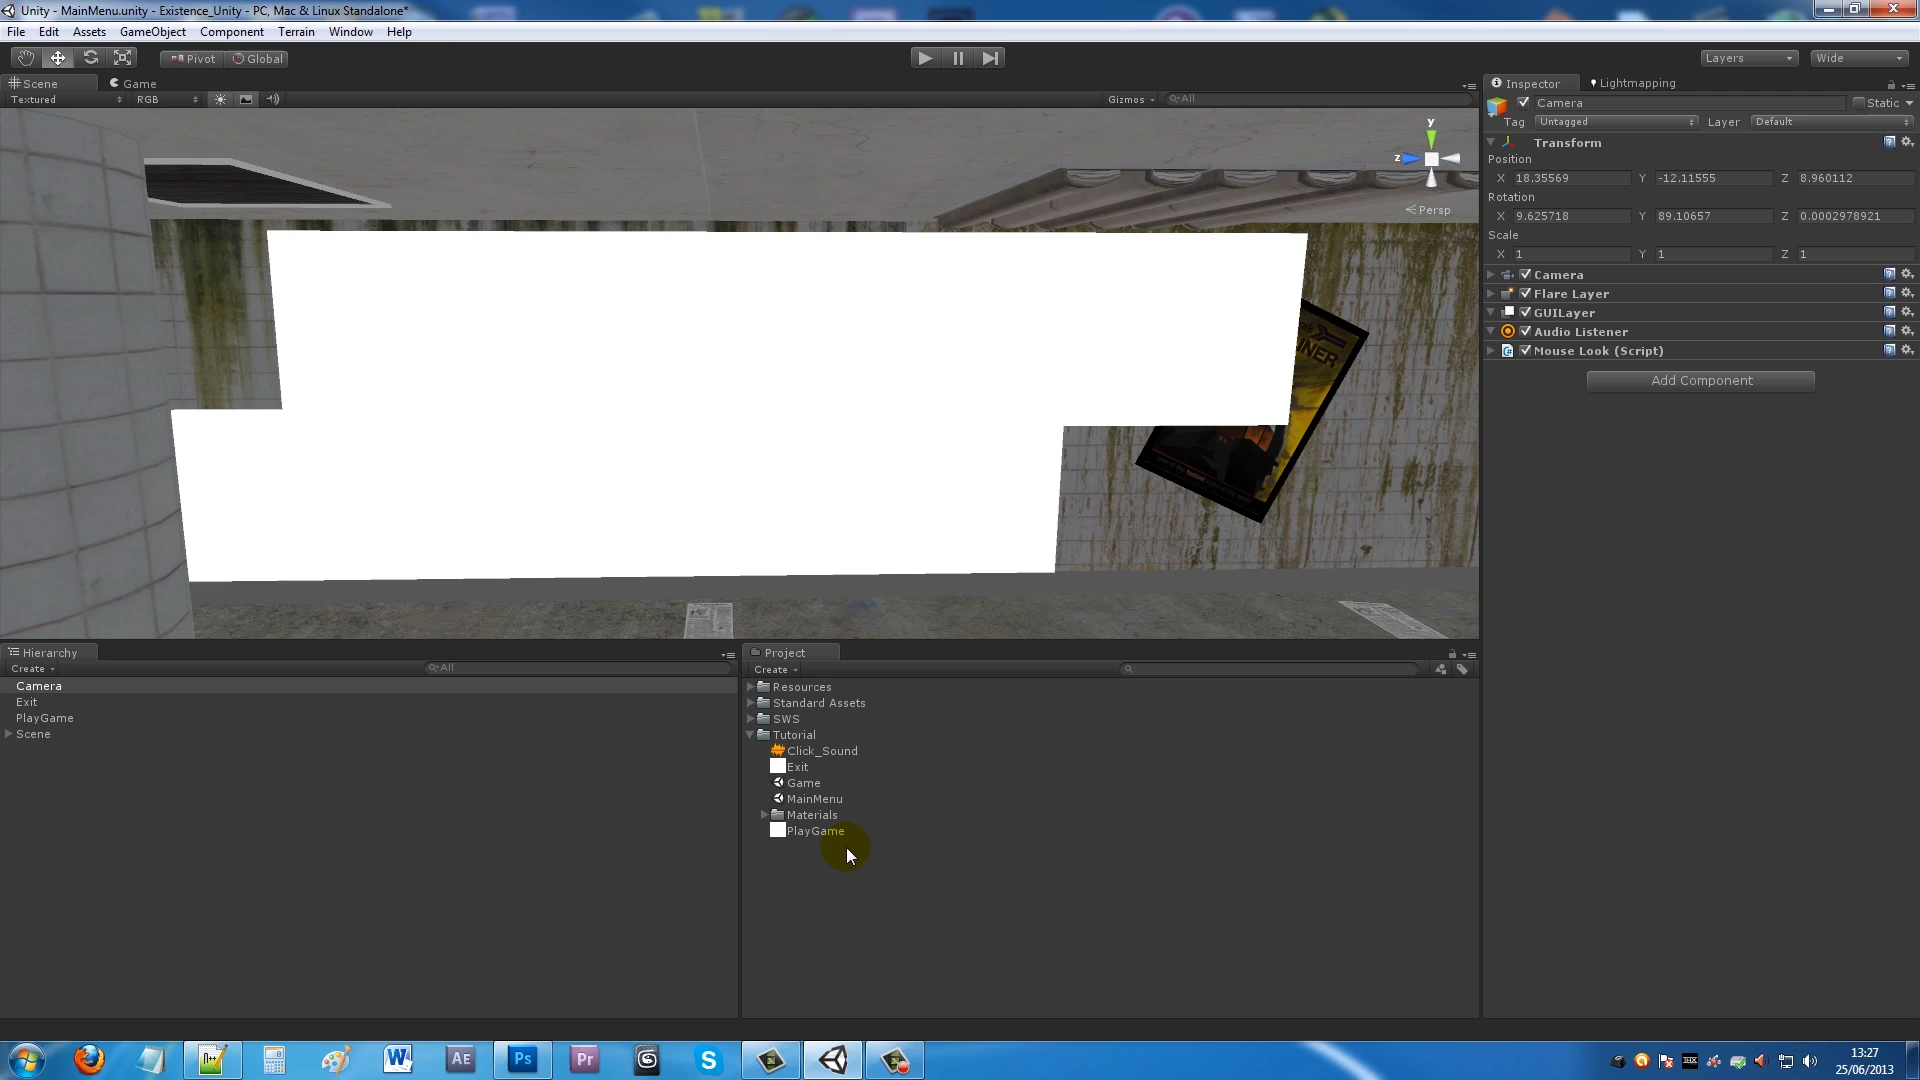 Unity - MainMenu.unity - Existence_Unity - PC, Mac & Linux Standalone*
File Edit Assets GameObject Component Terrain Window Help
Pivot Global Layers Wide
Scene Game
Textured RGB Gizmos All
y
z
Persp
NER
Inspector Lightmapping
Camera Static
Tag Untagged Layer Default
Transform
Position
X 18.35569 Y -12.11555 Z 8.960112
Rotation
X 9.625718 Y 89.10657 Z 0.0002978921
Scale
X 1 Y 1 Z 1
Camera
Flare Layer
GUILayer
Audio Listener
Mouse Look (Script)
Add Component
Hierarchy
Create All
Camera
Exit
PlayGame
Scene
Project
Create
Resources
Standard Assets
SWS
Tutorial
Click_Sound
Exit
Game
MainMenu
Materials
PlayGame
n++ W AE Ps Pr S
13:27
25/06/2013